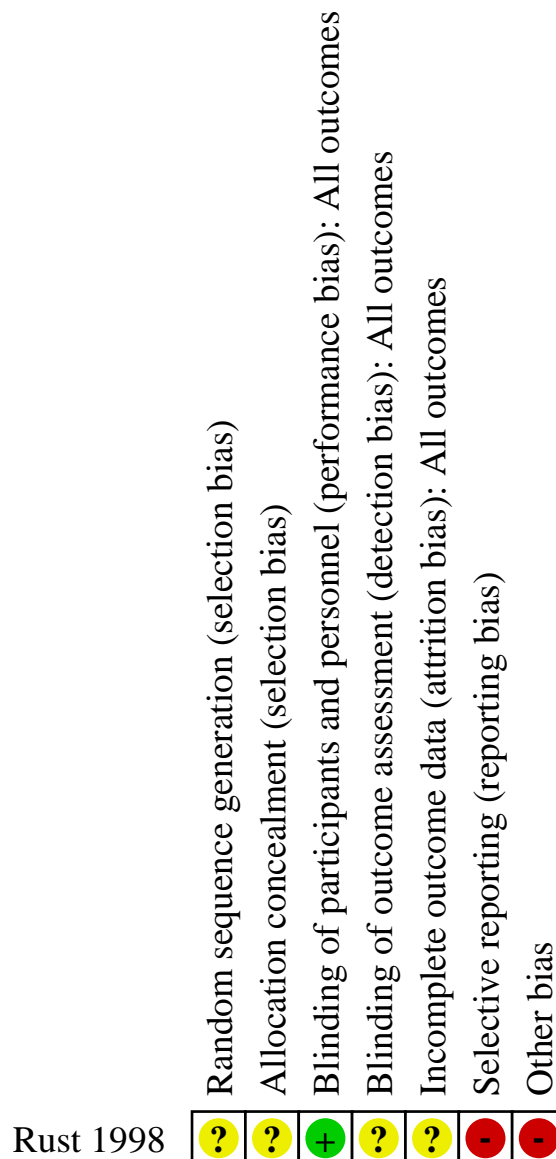 Random sequence generation (selection bias)
Allocation concealment (selection bias)
Blinding of participants and personnel (performance bias): All outcomes
Blinding of outcome assessment (detection bias): All outcomes
Incomplete outcome data (attrition bias): All outcomes
Selective reporting (reporting bias)
Other bias
Rust 1998 ? ? + ? ? - -